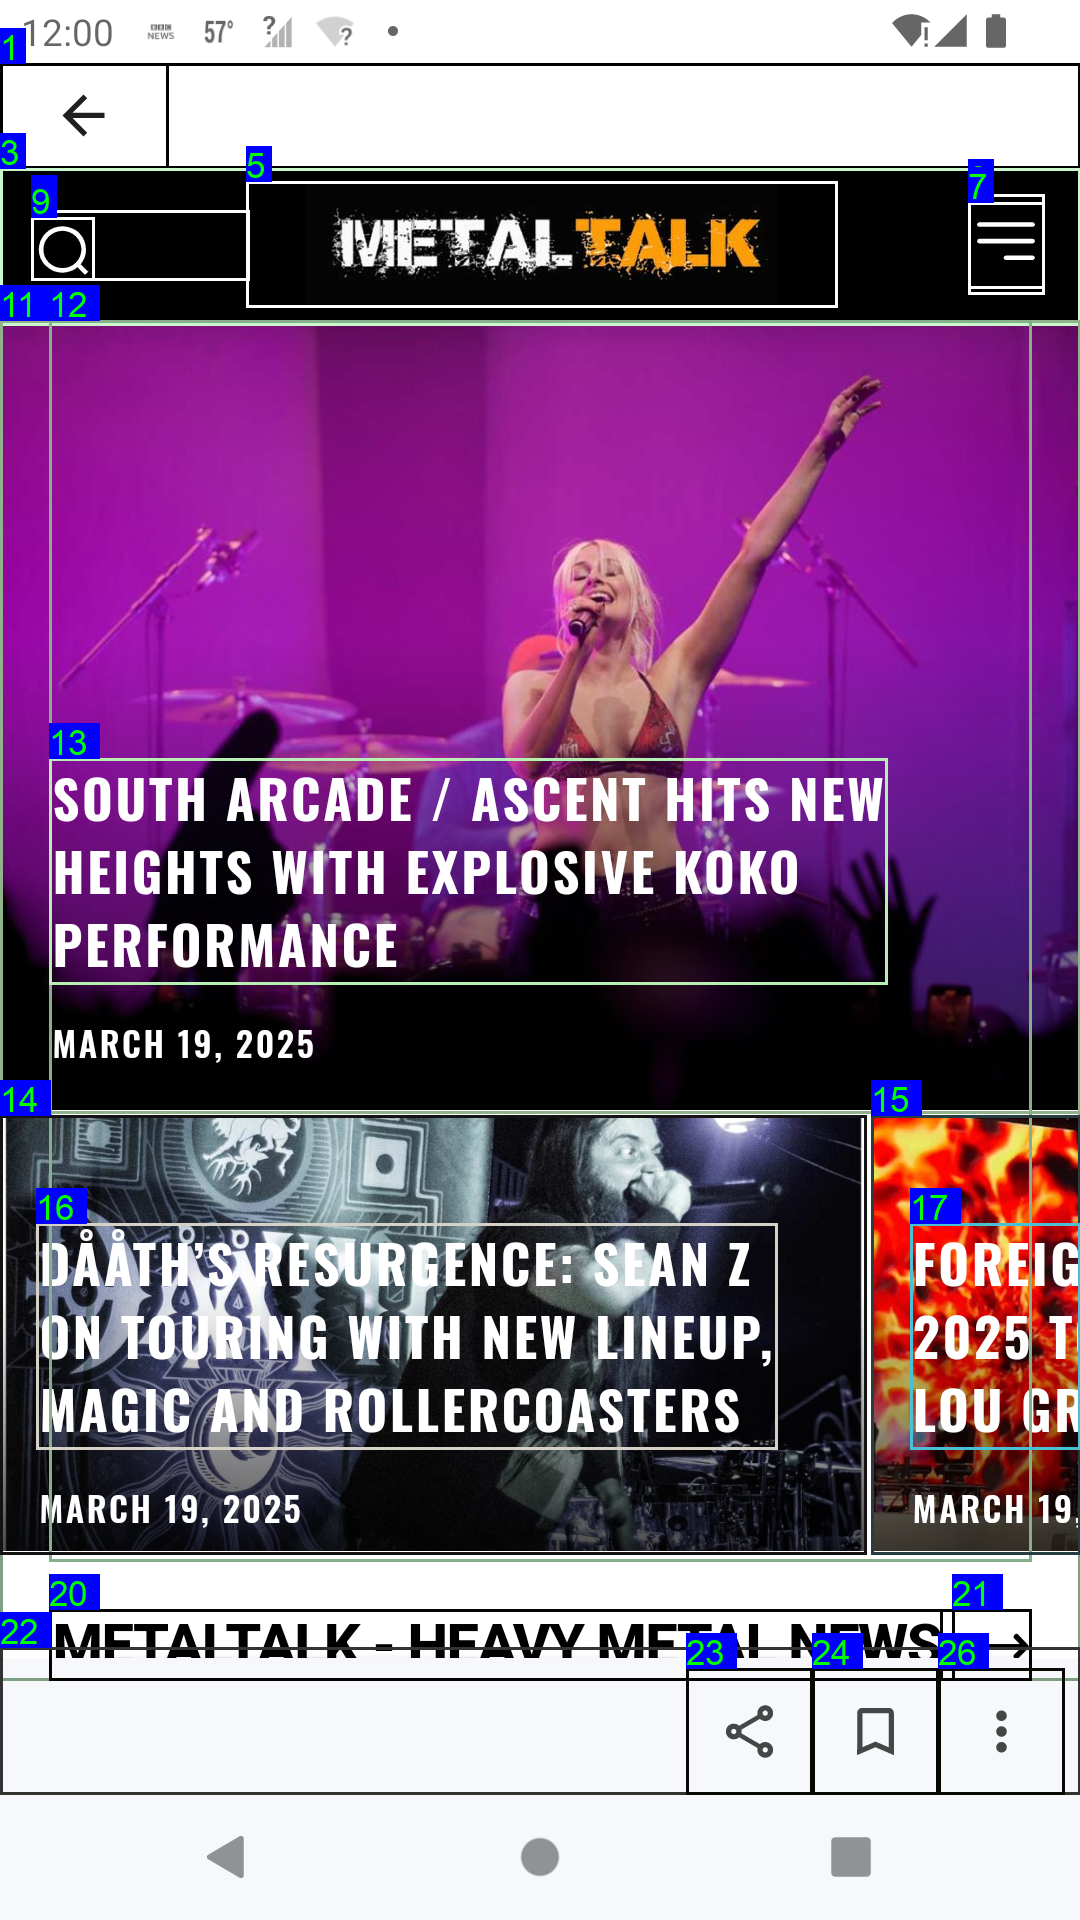 12:00
BBC
NEWS
57°
METALTALK
SOUTH ARCADE / ASCENT HITS NEW
HEIGHTS WITH EXPLOSIVE KOKO
PERFORMANCE
MARCH 19, 2025
DÅÅTH’S RESURGENCE: SEAN Z
ON TOURING WITH NEW LINEUP,
MAGIC AND ROLLERCOASTERS
MARCH 19, 2025
FOREIG
2025 T
LOU GR
MARCH 19,
METALTALK - HEAVY METAL NEWS
1
3
5
7
9
11
12
13
14
15
16
17
20
21
22
23
24
26